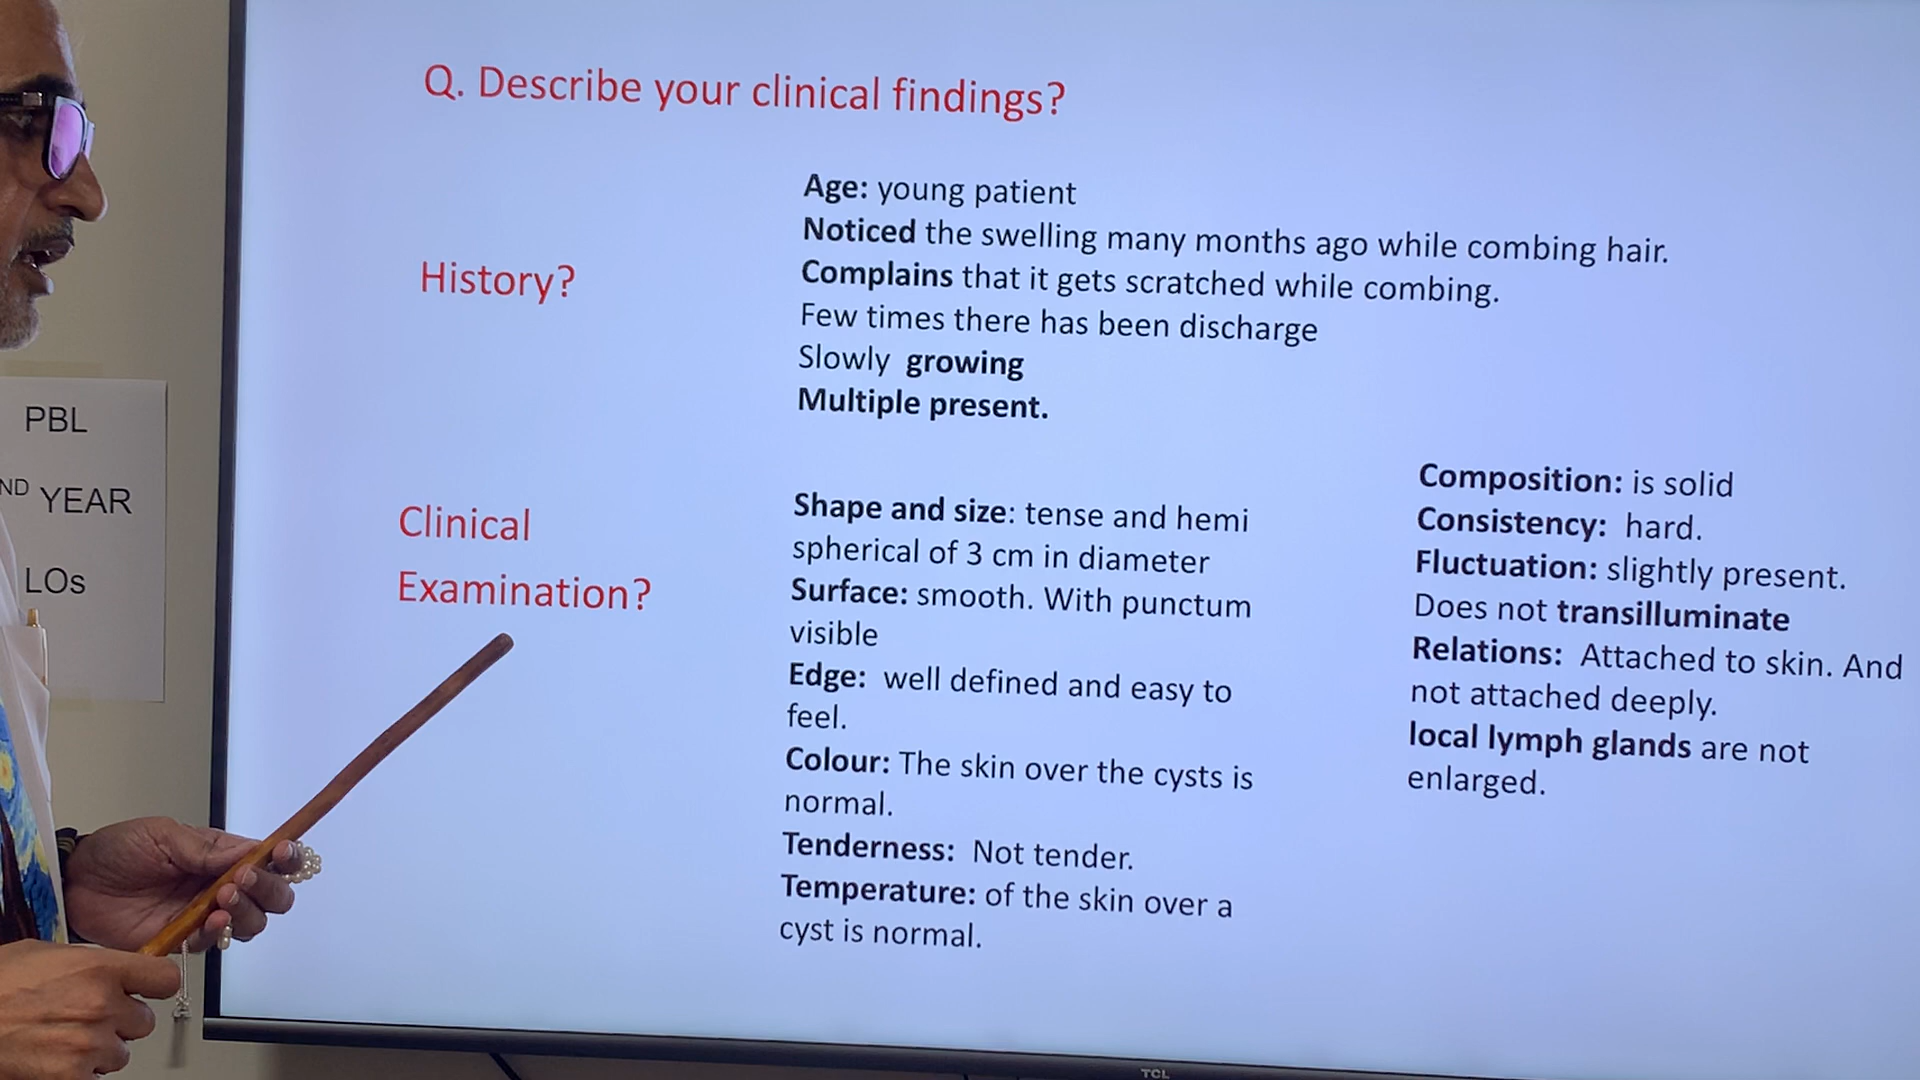 Q. Describe your clinical findings?
History?
Age: young patient
Noticed the swelling many months ago while combing hair.
Complains that it gets scratched while combing.
Few times there has been discharge
Slowly growing
Multiple present.
Clinical
Examination?
Shape and size: tense and hemi
spherical of 3 cm in diameter
Surface: smooth. With punctum
visible
Edge: well defined and easy to
feel.
Colour: The skin over the cysts is
normal.
Tenderness: Not tender.
Temperature: of the skin over a
cyst is normal.
Composition: is solid
Consistency: hard.
Fluctuation: slightly present.
Does not transilluminate
Relations: Attached to skin. And
not attached deeply.
local lymph glands are not
enlarged.
PBL
ND YEAR
LOs
TCL